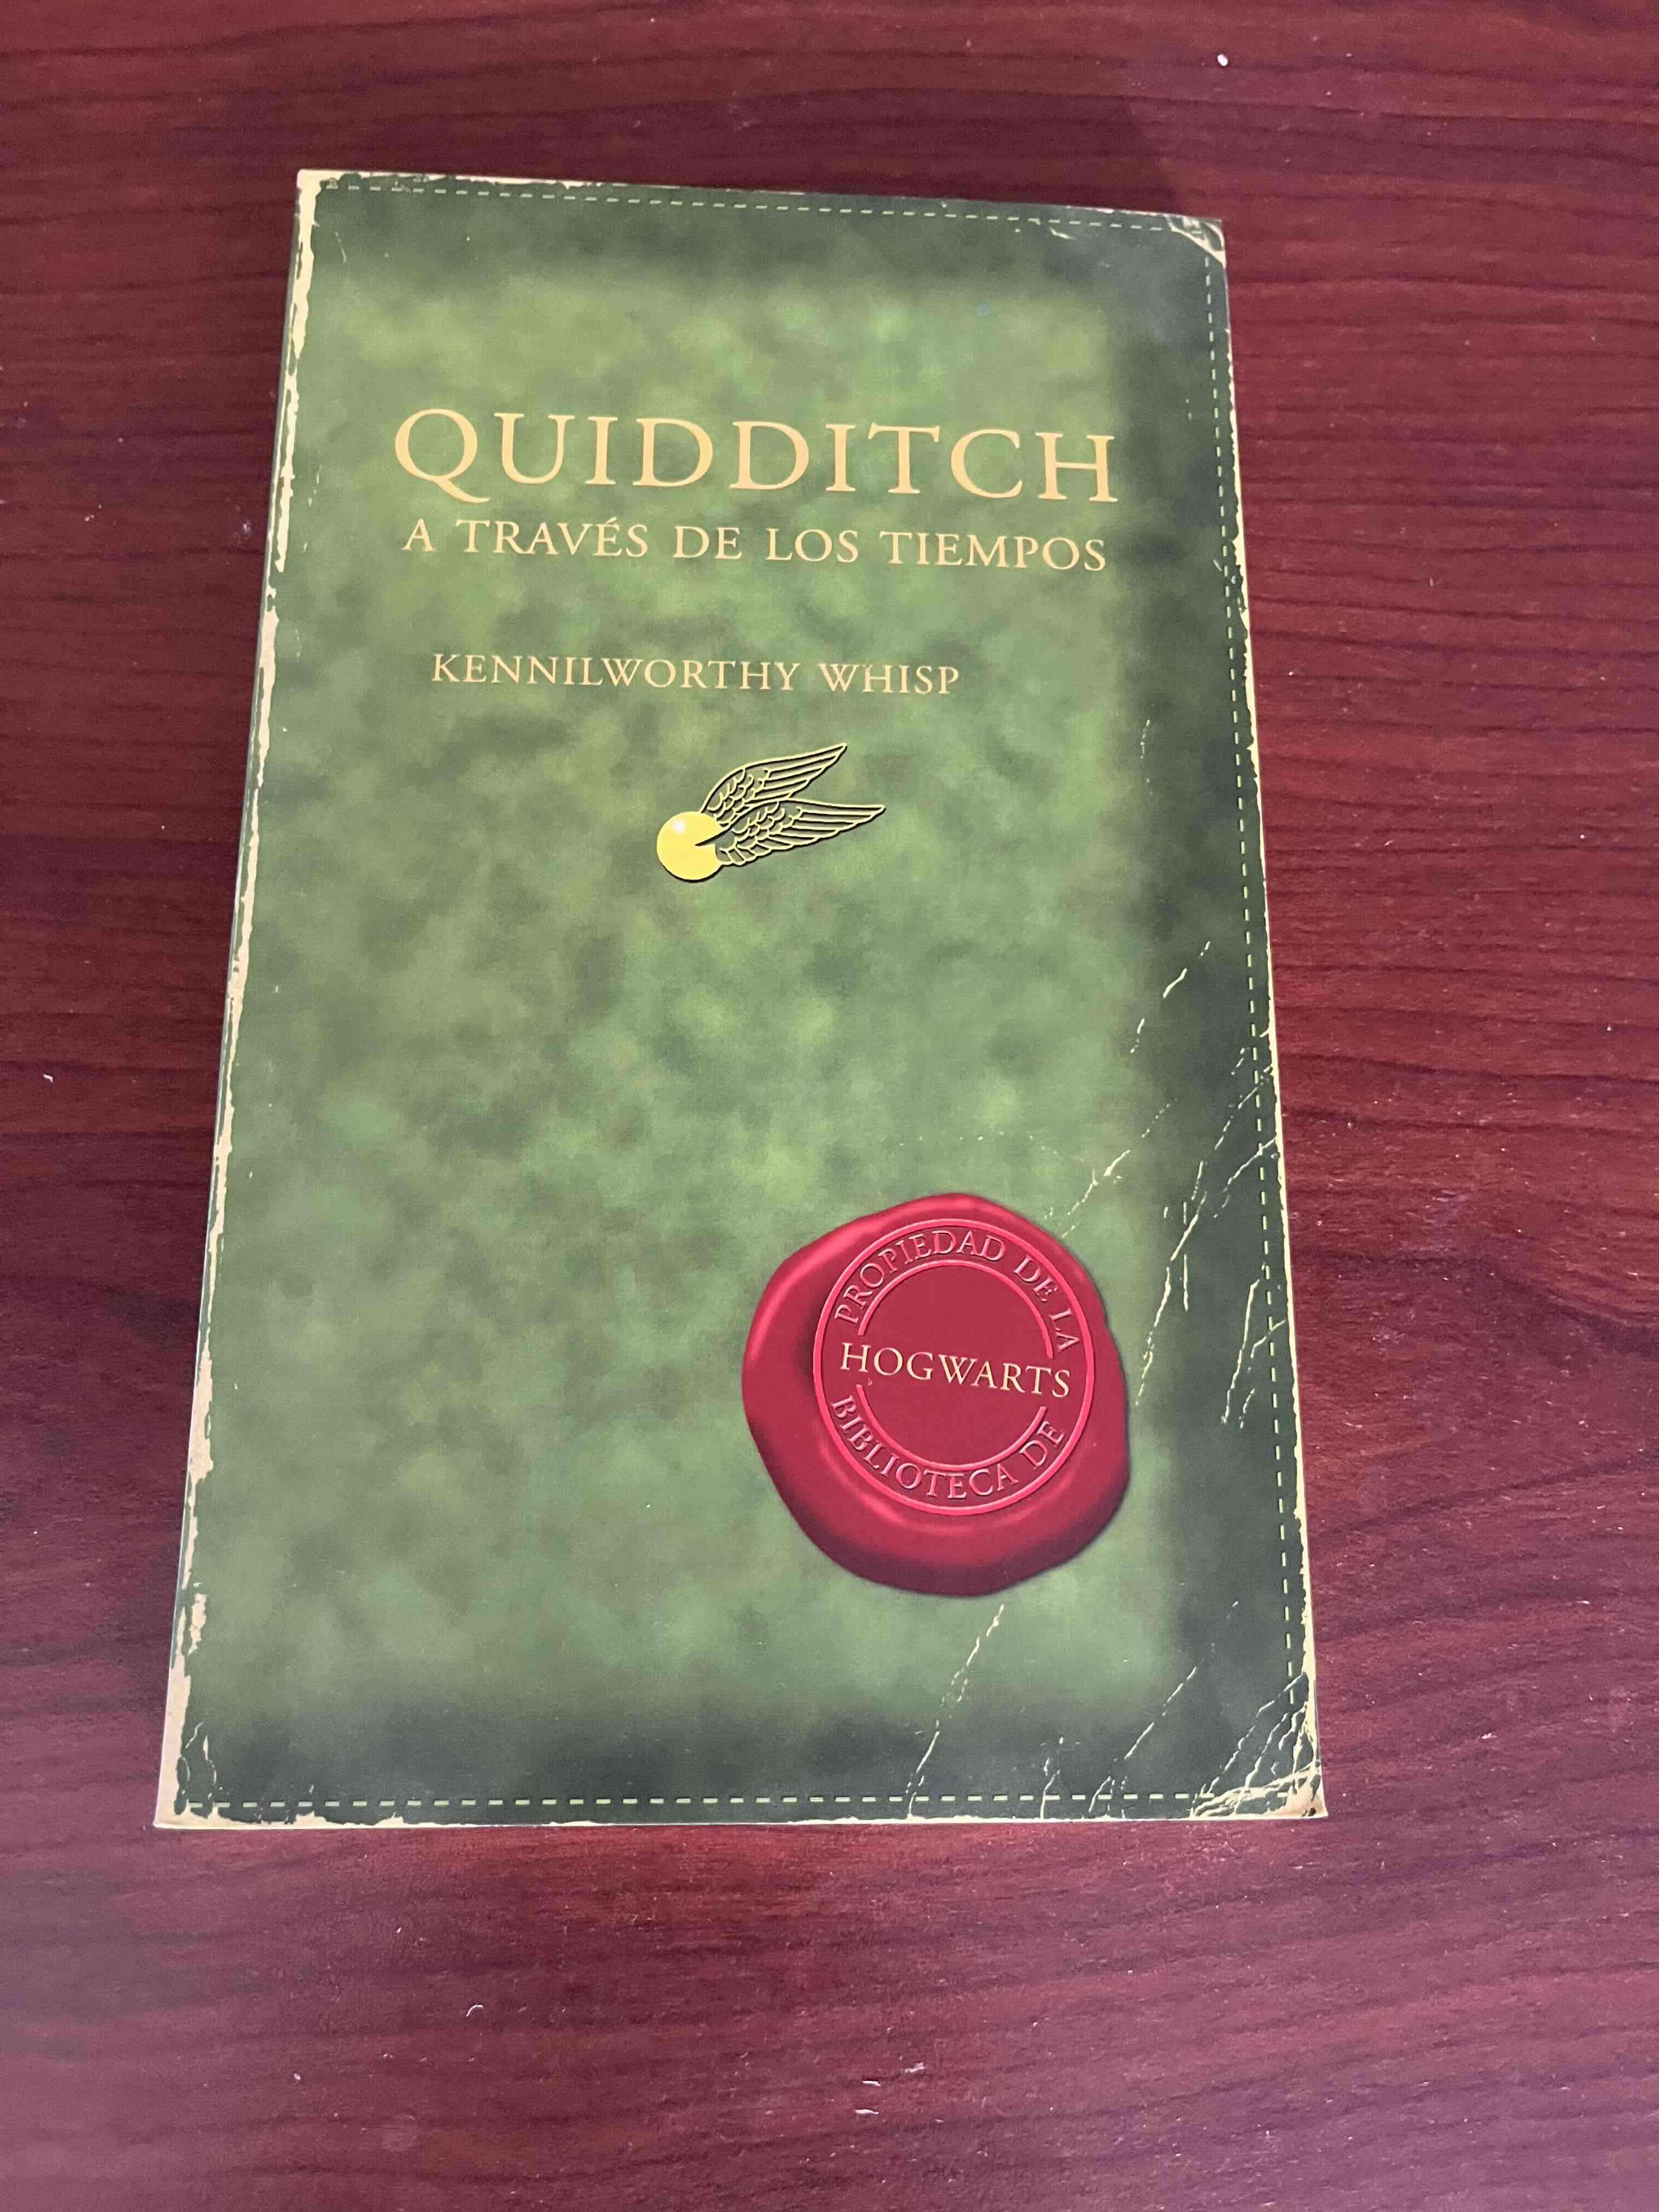 QUIDDITCH
A TRAVÉS DE LOS TIEMPOS
KENNILWORTHY WHISP
PROPIEDAD DE LA
HOGWARTS
BIBLIOTECA DE